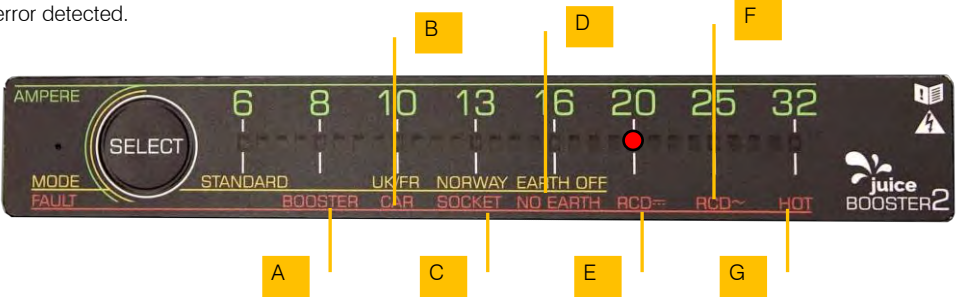 error detected.
B
D
F
AMPERE 6 8 10 13 16 20 25 32
SELECT
MODE STANDARD UK/FR NORWAY EARTH OFF
juice
FAULT BOOSTER CAR SOCKET NO EARTH RCD⎓ RCD~ HOT
BOOSTER2
A
C
E
G